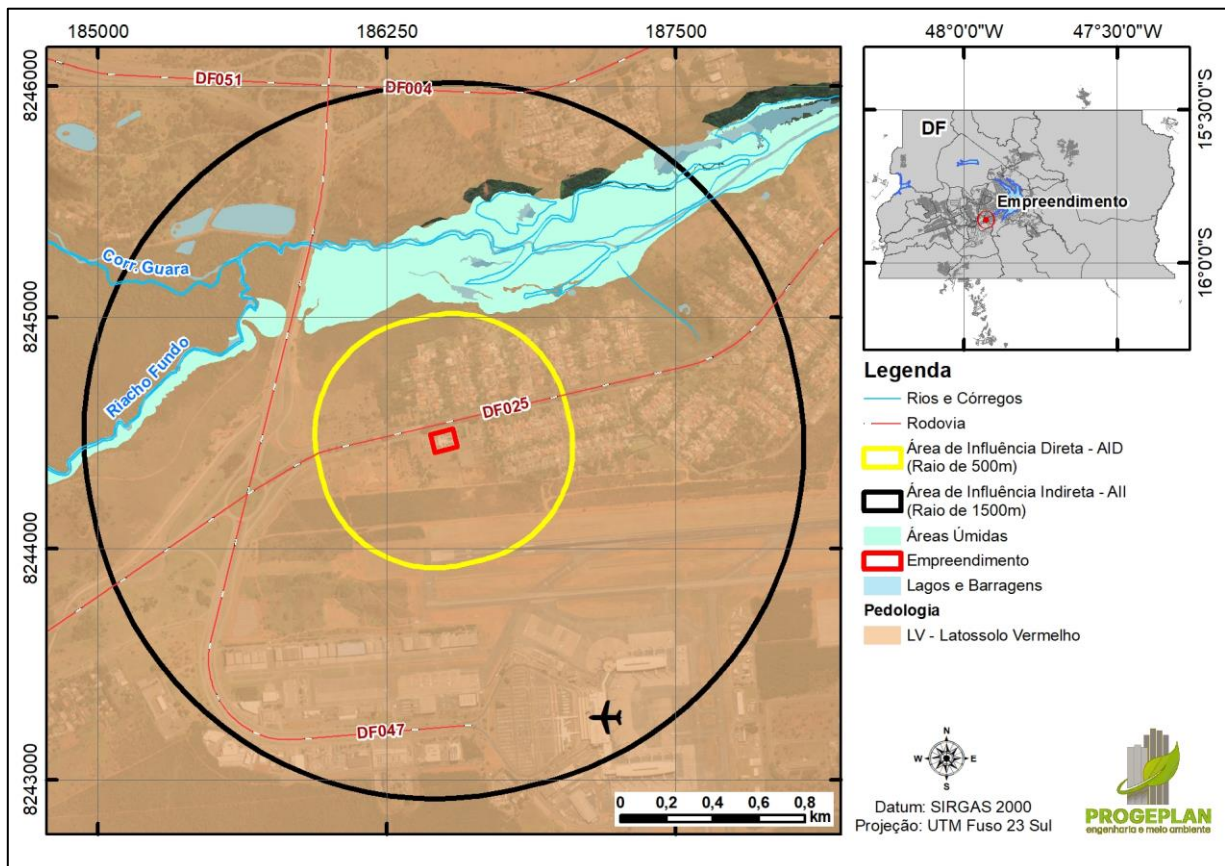 185000
186250
187500
48°0'0"W
47°30'0"W
8246000
8245000
8244000
8243000
DF051
DF004
Corr. Guara
Riacho Fundo
DF025
DF047
DF
Empreendimento
15°30'0"S
16°0'0"S
Legenda
Rios e Córregos
Rodovia
Área de Influência Direta - AID
(Raio de 500m)
Área de Influência Indireta - AII
(Raio de 1500m)
Áreas Úmidas
Empreendimento
Lagos e Barragens
Pedologia
LV - Latossolo Vermelho
0 0,2 0,4 0,6 0,8
km
N
W E
S
Datum: SIRGAS 2000
Projeção: UTM Fuso 23 Sul
PROGEPLAN
engenharia e meio ambiente